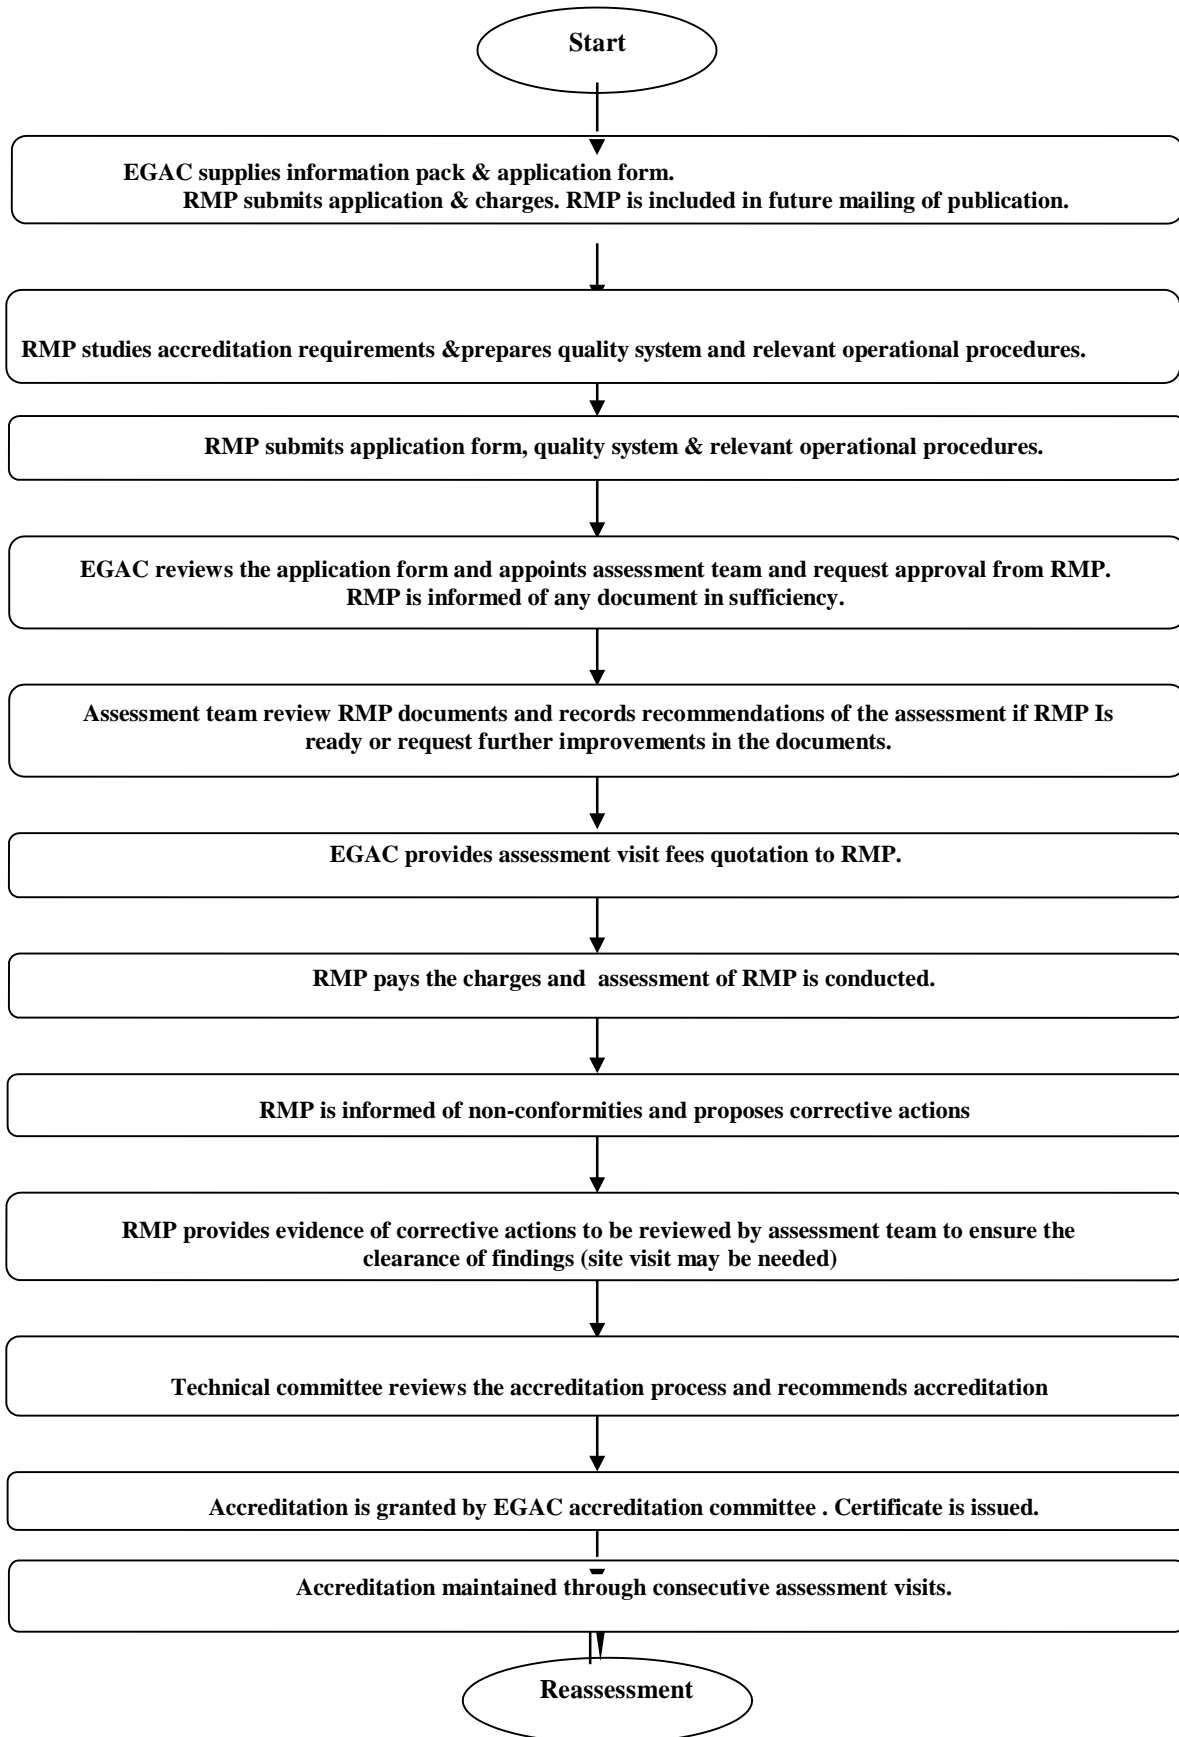 Start
EGAC supplies information pack & application form.
RMP submits application & charges. RMP is included in future mailing of publication.
RMP studies accreditation requirements &prepares quality system and relevant operational procedures.
RMP submits application form, quality system & relevant operational procedures.
EGAC reviews the application form and appoints assessment team and request approval from RMP.
RMP is informed of any document in sufficiency.
Assessment team review RMP documents and records recommendations of the assessment if RMP Is
ready or request further improvements in the documents.
EGAC provides assessment visit fees quotation to RMP.
RMP pays the charges and  assessment of RMP is conducted.
RMP is informed of non-conformities and proposes corrective actions
RMP provides evidence of corrective actions to be reviewed by assessment team to ensure the
clearance of findings (site visit may be needed)
Technical committee reviews the accreditation process and recommends accreditation
Accreditation is granted by EGAC accreditation committee . Certificate is issued.
Accreditation maintained through consecutive assessment visits.
Reassessment